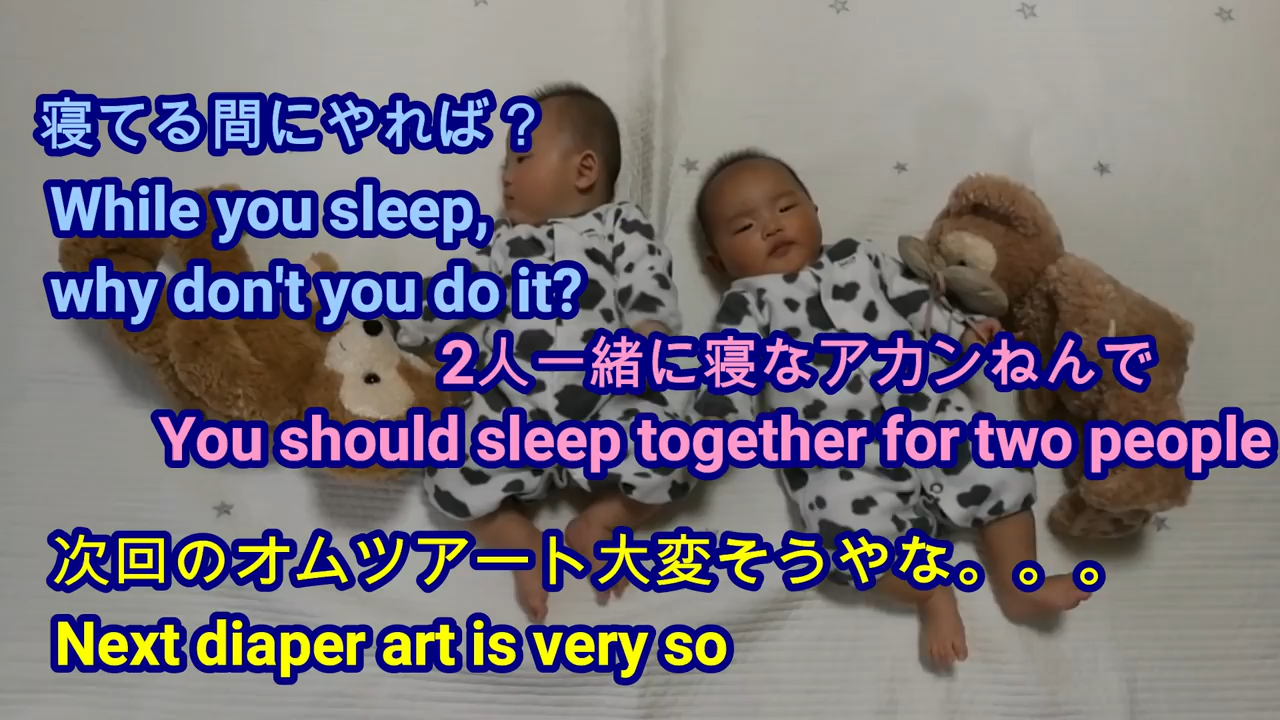 寝てる間にやれば？
While you sleep,
why don't you do it?
2人一緒に寝なアカンねんで
You should sleep together for two people
次回のオムツアート大変そうやな。。。
Next diaper art is very so